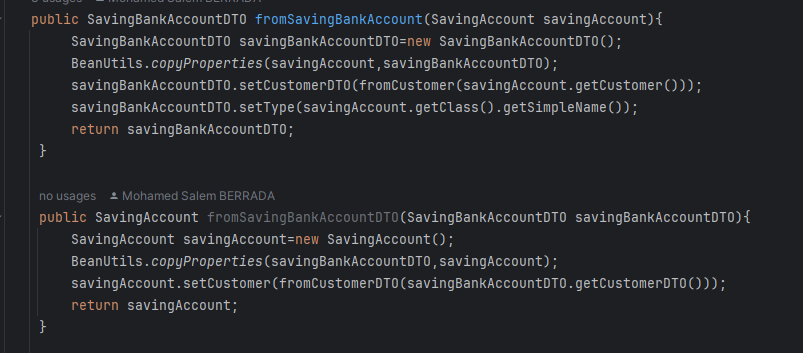 usages Mohamed Salem BERRADA
public SavingBankAccountDTO fromSavingBankAccount(SavingAccount savingAccount){
SavingBankAccountDTO savingBankAccountDTO=new SavingBankAccountDTO();
BeanUtils.copyProperties(savingAccount,savingBankAccountDTO);
savingBankAccountDTO.setCustomerDTO(fromCustomer(savingAccount.getCustomer()));
savingBankAccountDTO.setType(savingAccount.getClass().getSimpleName());
return savingBankAccountDTO;
}
no usages Mohamed Salem BERRADA
public SavingAccount fromSavingBankAccountDTO(SavingBankAccountDTO savingBankAccountDTO){
SavingAccount savingAccount=new SavingAccount();
BeanUtils.copyProperties(savingBankAccountDTO,savingAccount);
savingAccount.setCustomer(fromCustomerDTO(savingBankAccountDTO.getCustomerDTO()));
return savingAccount;
}